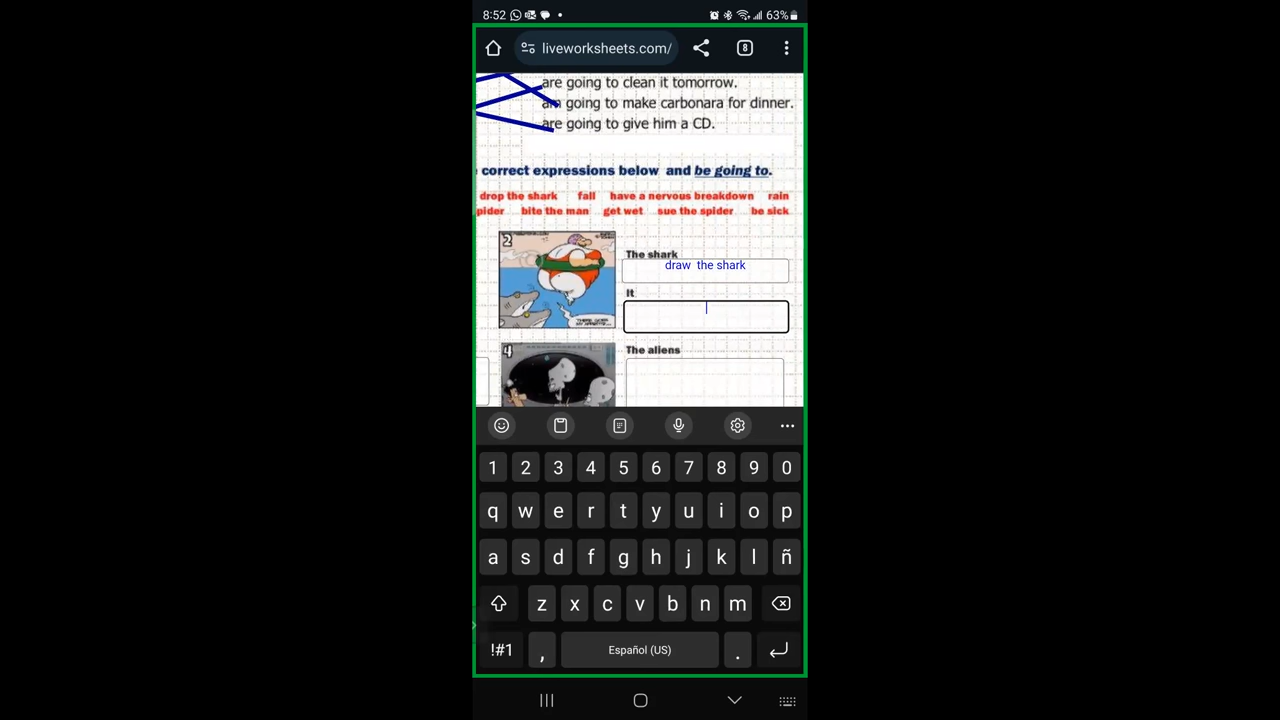 8:52 63%
liveworksheets.com/ 8
are going to clean it tomorrow.
am going to make carbonara for dinner.
are going to give him a CD.
correct expressions below and be going to.
drop the shark fall have a nervous breakdown rain
pider bite the man get wet sue the spider be sick
2
The shark
draw the shark
It
4
The aliens
1 2 3 4 5 6 7 8 9 0
q w e r t y u i o p
a s d f g h j k l ñ
z x c v b n m
!#1 , Español (US) .